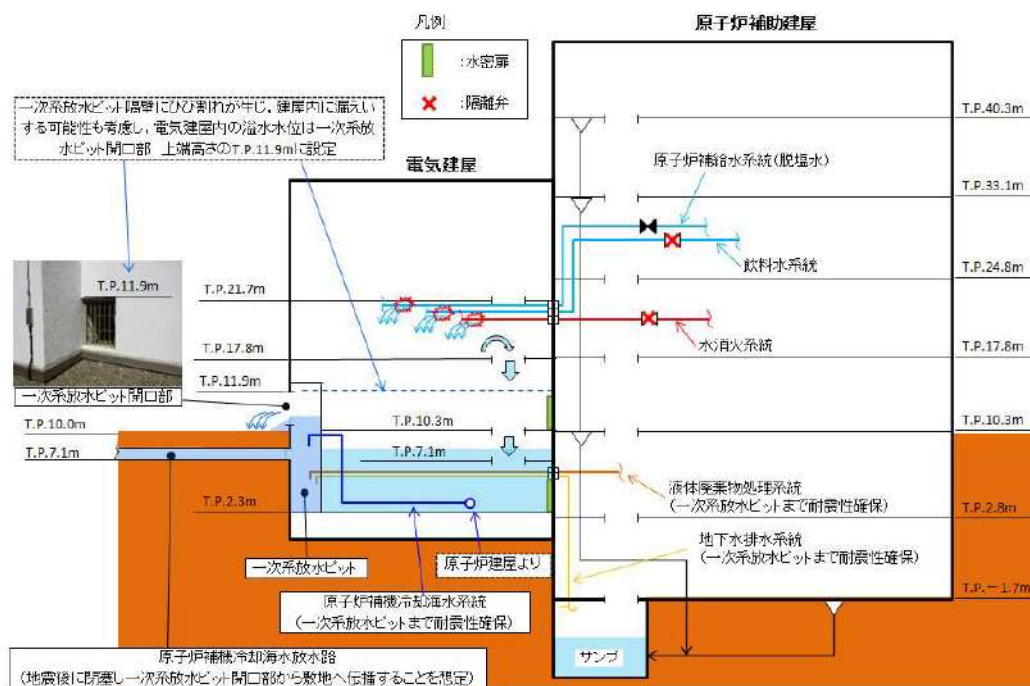 凡例
:水密扉
:隔離弁
原子炉補助建屋
一次系放水ピット隔壁にひび割れが生じ、建屋内に漏えい
する可能性も考慮し、電気建屋内の溢水水位は一次系放
水ピット開口部 上端高さのT.P.11.9mに設定
電気建屋
T.P.40.3m
原子炉補給水系統(脱塩水)
T.P.33.1m
飲料水系統
T.P.24.8m
T.P.11.9m
T.P.21.7m
水消火系統
T.P.17.8m
T.P.17.8m
T.P.11.9m
一次系放水ピット開口部
T.P.10.0m
T.P.10.3m
T.P.10.3m
T.P.7.1m
T.P.7.1m
液体廃棄物処理系統
(一次系放水ピットまで耐震性確保)
T.P.2.3m
T.P.2.8m
地下水排水系統
(一次系放水ピットまで耐震性確保)
一次系放水ピット
原子炉建屋より
T.P.-1.7m
原子炉補機冷却海水系統
(一次系放水ピットまで耐震性確保)
サンプ
原子炉補機冷却海水放水路
(地震後に閉塞し一次系放水ピット開口部から敷地へ伝播することを想定)